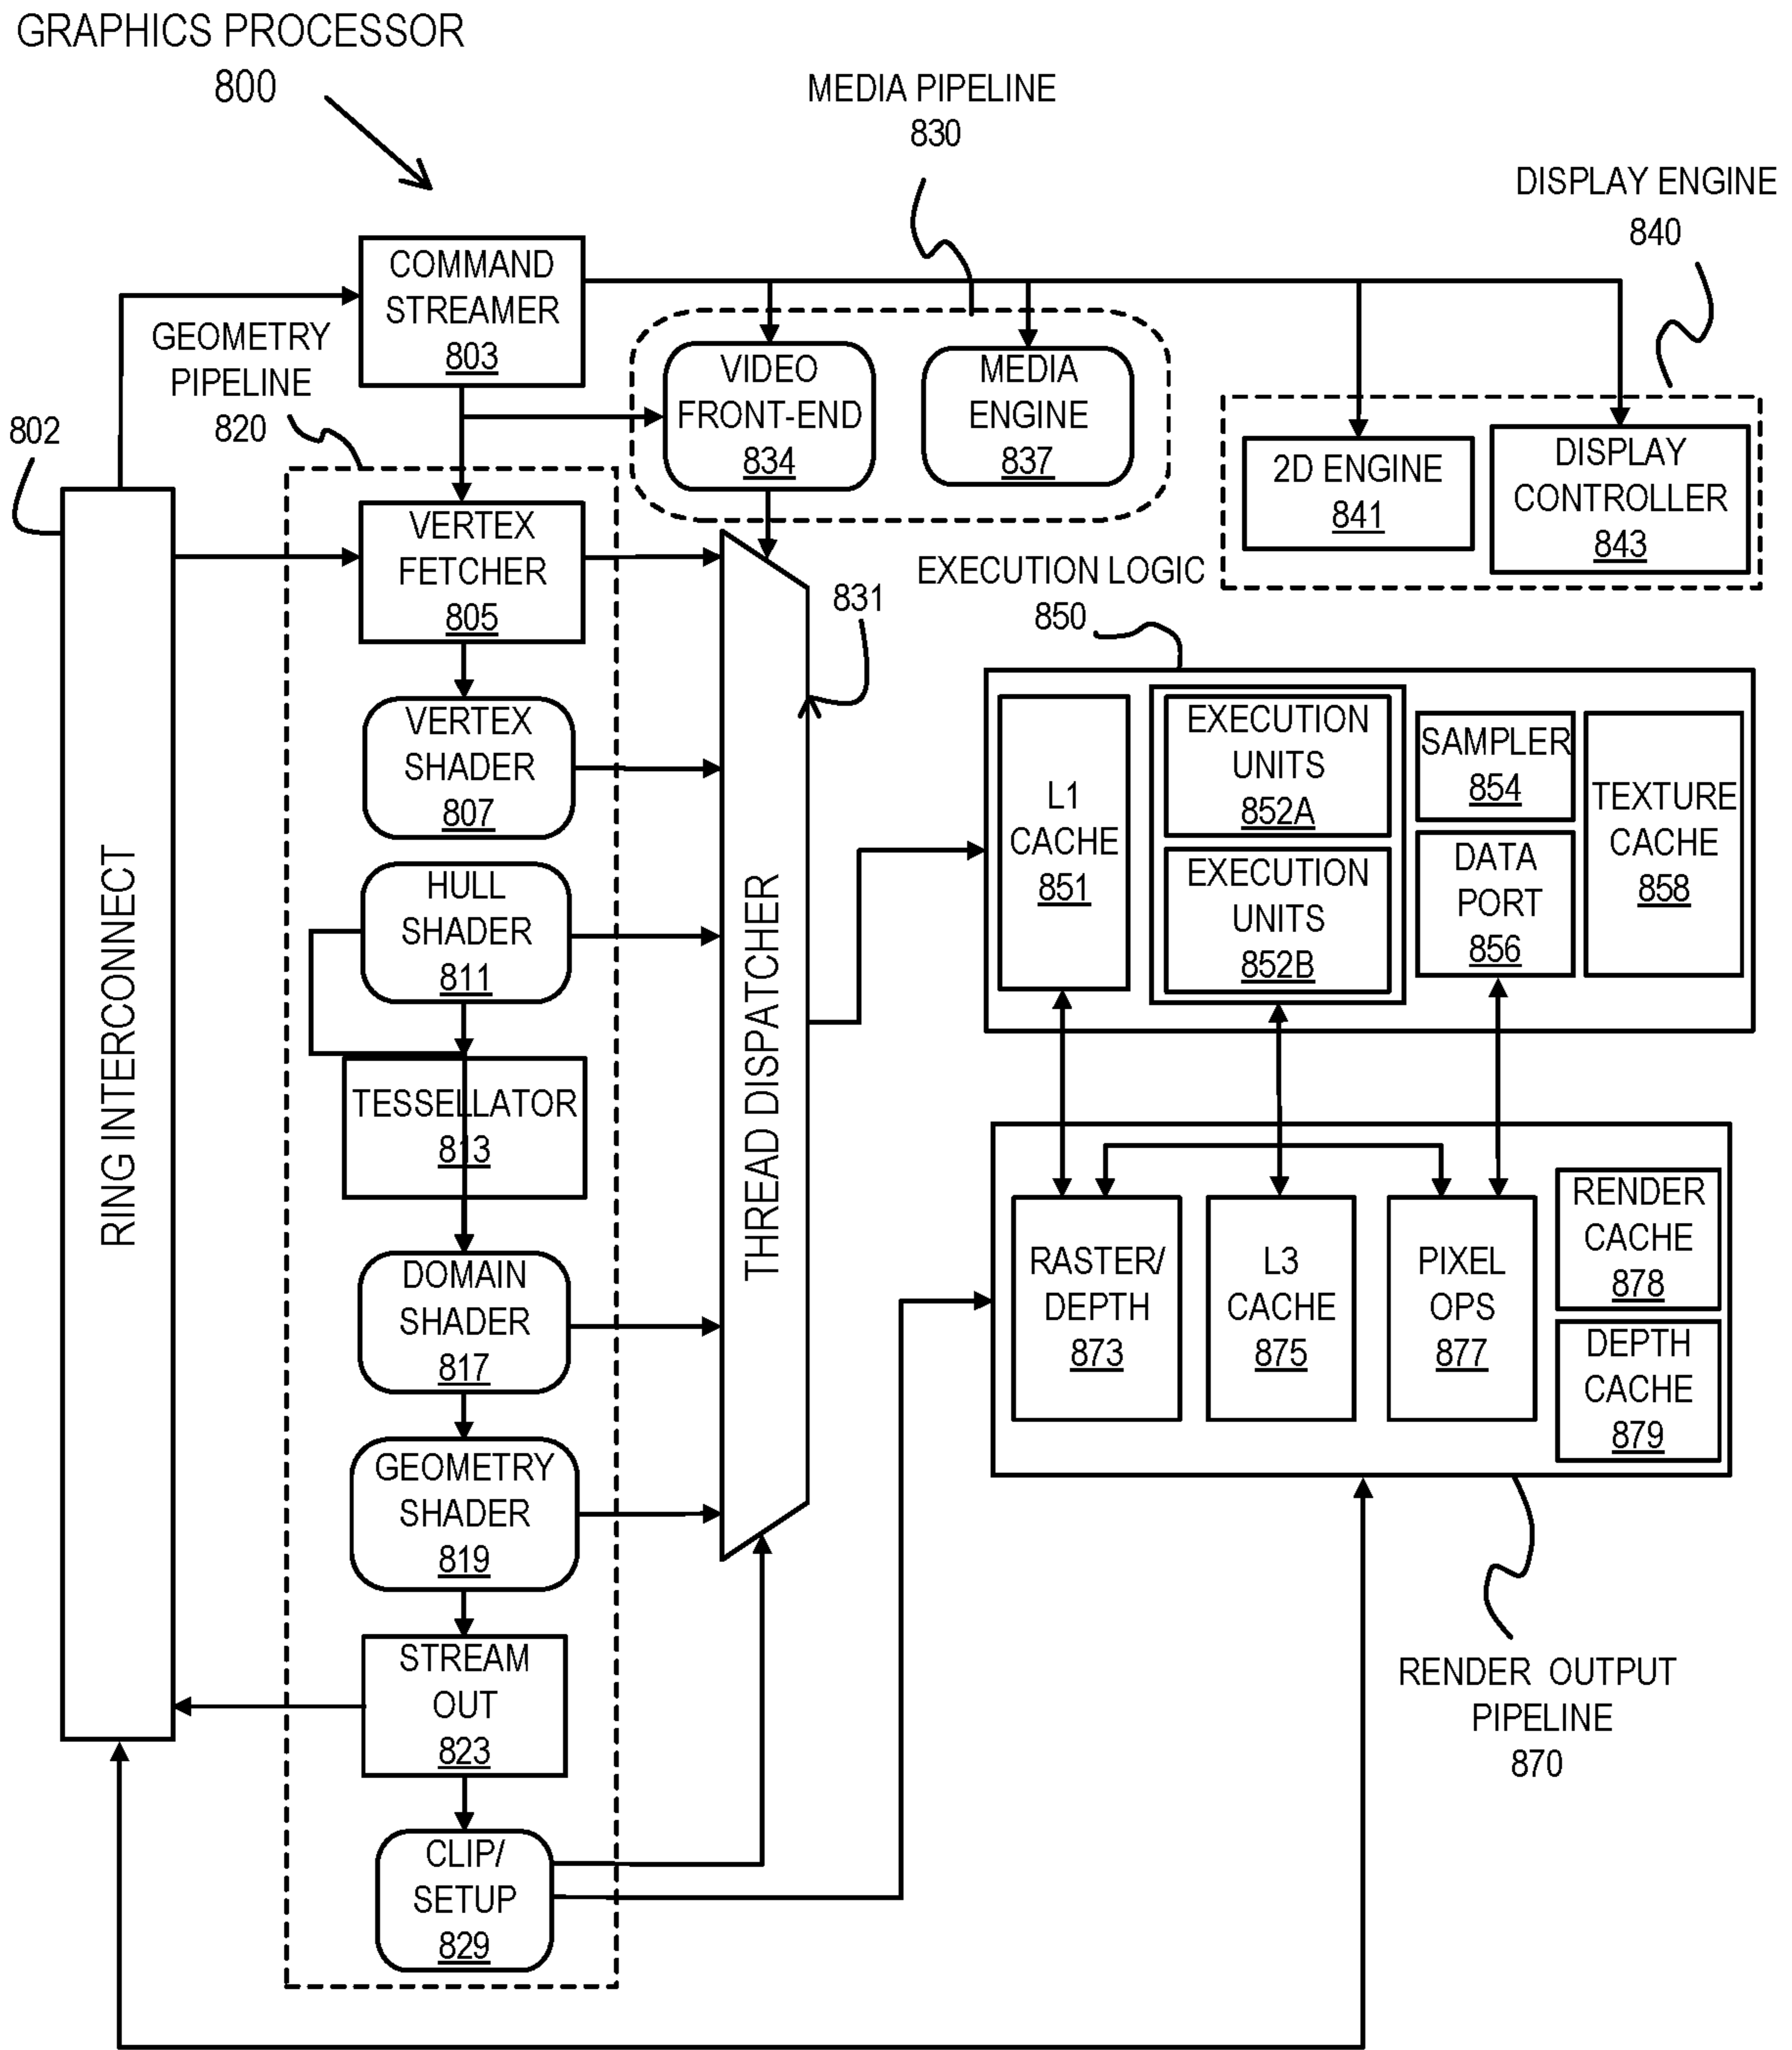 GRAPHICS PROCESSOR
800
MEDIA PIPELINE
830
DISPLAY ENGINE
840
COMMAND
STREAMER
803
GEOMETRY
PIPELINE
820
802
VIDEO
FRONT-END
834
MEDIA
ENGINE
837
2D ENGINE
841
DISPLAY
CONTROLLER
843
RING INTERCONNECT
VERTEX
FETCHER
805
VERTEX
SHADER
807
HULL
SHADER
811
TESSELLATOR
813
DOMAIN
SHADER
817
GEOMETRY
SHADER
819
STREAM
OUT
823
CLIP/
SETUP
829
THREAD DISPATCHER
831
EXECUTION LOGIC
850
L1
CACHE
851
EXECUTION
UNITS
852A
EXECUTION
UNITS
852B
SAMPLER
854
DATA
PORT
856
TEXTURE
CACHE
858
RASTER/
DEPTH
873
L3
CACHE
875
PIXEL
OPS
877
RENDER
CACHE
878
DEPTH
CACHE
879
RENDER OUTPUT
PIPELINE
870